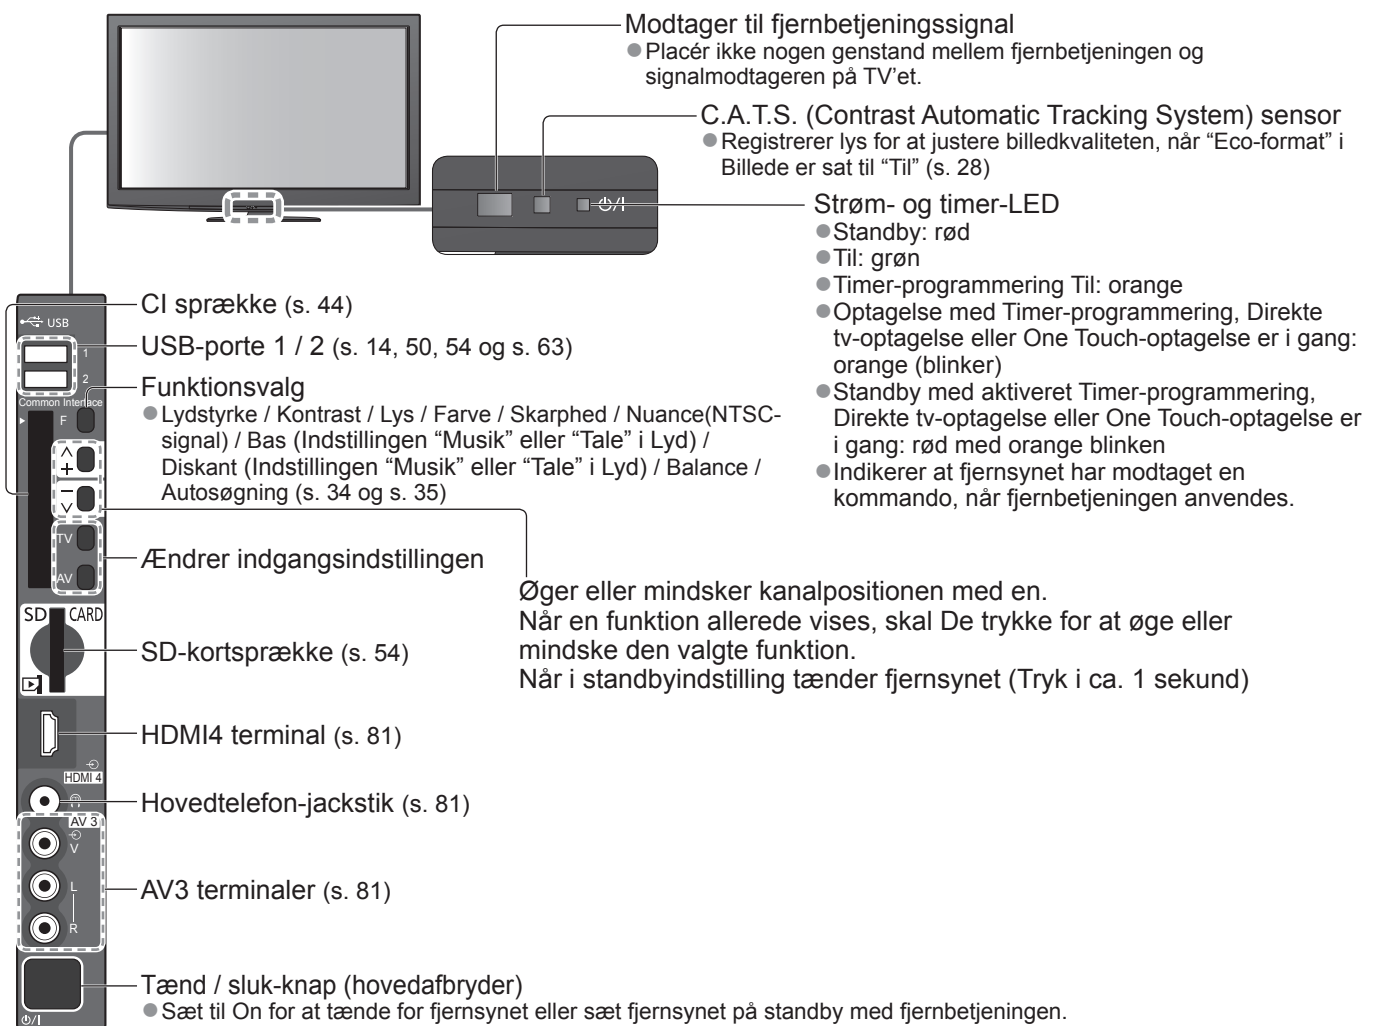 Modtager til fjernbetjeningssignal
●Placér ikke nogen genstand mellem fjernbetjeningen og
signalmodtageren på TV'et.
C.A.T.S. (Contrast Automatic Tracking System) sensor
●Registrerer lys for at justere billedkvaliteten, når “Eco-format” i
Billede er sat til “Til” (s. 28)
Strøm- og timer-LED
●Standby: rød
●Til: grøn
●Timer-programmering Til: orange
●Optagelse med Timer-programmering, Direkte
tv-optagelse eller One Touch-optagelse er i gang:
orange (blinker)
●Standby med aktiveret Timer-programmering,
Direkte tv-optagelse eller One Touch-optagelse er
i gang: rød med orange blinken
●Indikerer at fjernsynet har modtaget en
kommando, når fjernbetjeningen anvendes.
CI sprække (s. 44)
USB-porte 1 / 2 (s. 14, 50, 54 og s. 63)
Funktionsvalg
●Lydstyrke / Kontrast / Lys / Farve / Skarphed / Nuance(NTSC-
signal) / Bas (Indstillingen “Musik” eller “Tale” i Lyd) /
Diskant (Indstillingen “Musik” eller “Tale” i Lyd) / Balance /
Autosøgning (s. 34 og s. 35)
Ændrer indgangsindstillingen
Øger eller mindsker kanalpositionen med en.
Når en funktion allerede vises, skal De trykke for at øge eller
mindske den valgte funktion.
Når i standbyindstilling tænder fjernsynet (Tryk i ca. 1 sekund)
SD-kortsprække (s. 54)
HDMI4 terminal (s. 81)
Hovedtelefon-jackstik (s. 81)
AV3 terminaler (s. 81)
Tænd / sluk-knap (hovedafbryder)
●Sæt til On for at tænde for fjernsynet eller sæt fjernsynet på standby med fjernbetjeningen.
USB
1
2
Common Interface
F
+
−
TV
AV
SD CARD
HDMI 4
AV 3
V
L
R
⏻/I
⏻/I